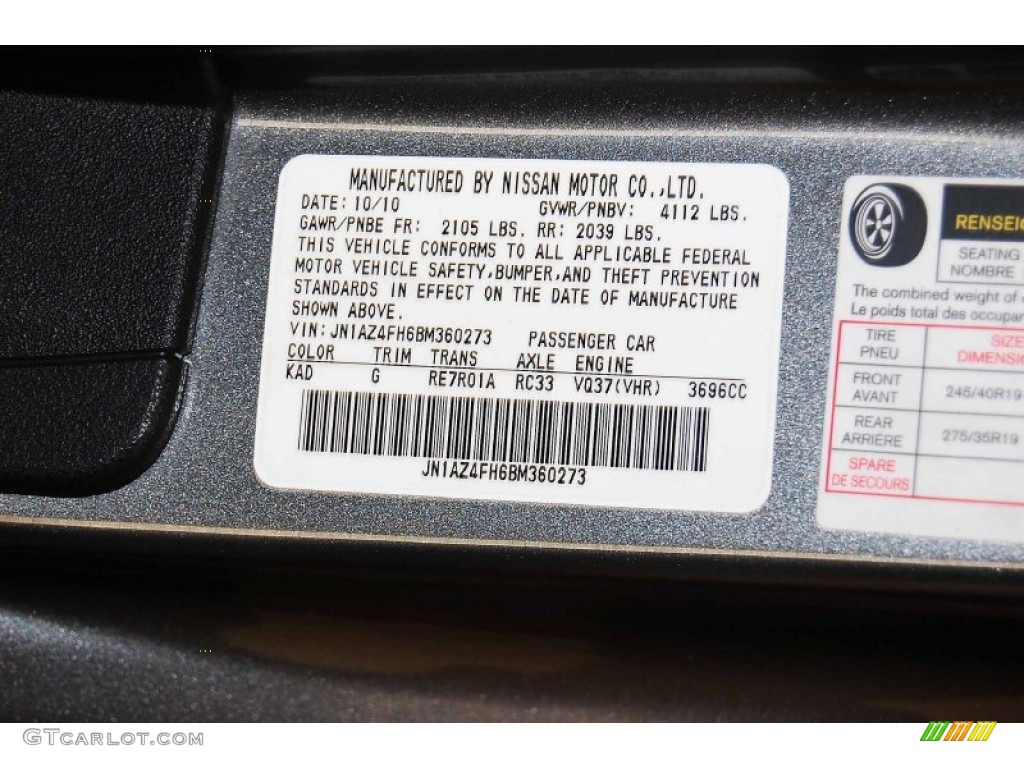 MANUFACTURED BY NISSAN MOTOR CO.,LTD.
DATE: 10/10 GVWR/PNBV: 4112 LBS.
GAWR/PNBE FR: 2105 LBS. RR: 2039 LBS.
THIS VEHICLE CONFORMS TO ALL APPLICABLE FEDERAL
MOTOR VEHICLE SAFETY,BUMPER,AND THEFT PREVENTION
STANDARDS IN EFFECT ON THE DATE OF MANUFACTURE
SHOWN ABOVE.
VIN: JN1AZ4FH6BM360273 PASSENGER CAR
COLOR TRIM TRANS AXLE ENGINE
KAD G RE7R01A RC33 VQ37(VHR) 3696CC
JN1AZ4FH6BM360273
SEATING
NOMBRE
The combined weight of
Le poids total des
TIRE
PNEU
SIZE
FRONT
AVANT
245/40R19
REAR
ARRIÈRE
275/35R19
SPARE
DE SECOURS
GTcarlot.com